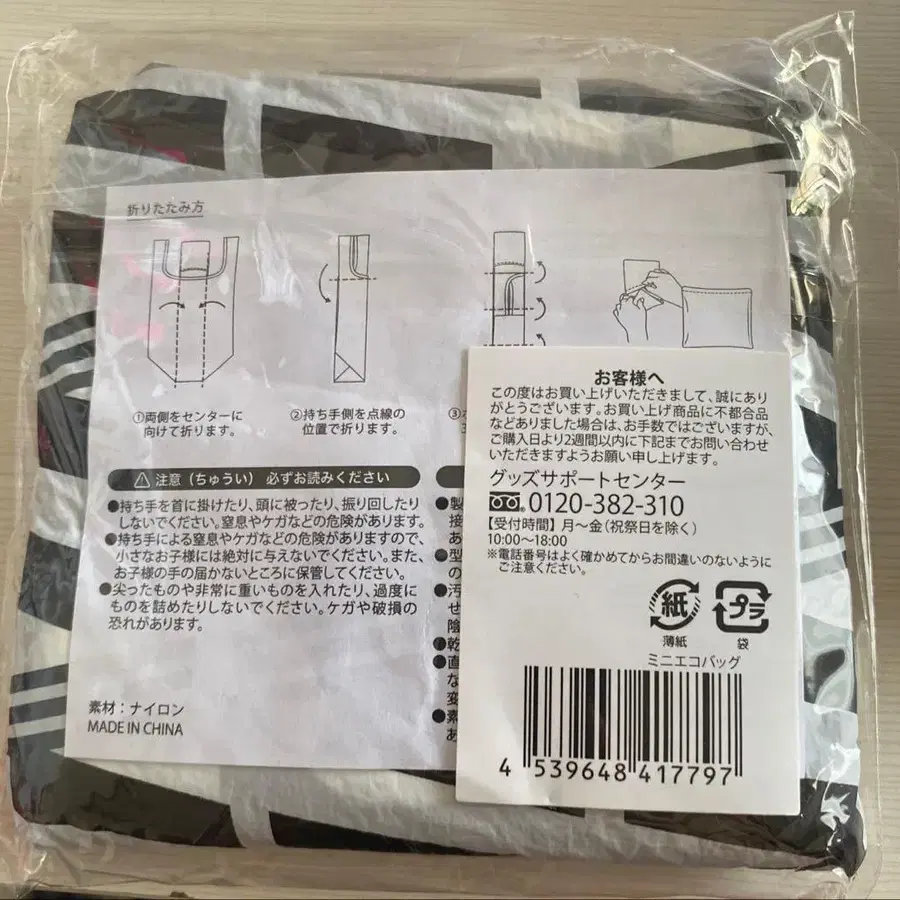 折りたたみ方
①両側をセンターに
向けて折ります。
②持ち手側を点線の
位置で折ります。
③
⚠ 注意（ちゅうい） 必ずお読みください
●持ち手を首に掛けたり、頭に被ったり、振り回したり
しないでください。窒息やケガなどの危険があります。
●持ち手による窒息やケガなどの危険がありますので、
小さなお子様には絶対に与えないでください。また、
お子様の手の届かないところに保管してください。
●尖ったものや非常に重いものを入れたり、過度に
ものを詰めたりしないでください。ケガや破損の
恐れがあります。
素材：ナイロン
MADE IN CHINA
●製
接
あ
●型
の
●汚
せ
陰
●乾
●直
な
変
●素
あ
お客様へ
この度はお買い上げいただきまして、誠にあり
がとうございます。お買い上げ商品に不都合品
などありました場合は、お手数ではございますが、
ご購入日より2週間以内に下記までお問い合わせ
いただきますようお願い申し上げます。
グッズサポートセンター
0120-382-310
【受付時間】月〜金（祝祭日を除く）
10:00〜18:00
※電話番号はよく確かめてからお間違いのないように
ご注意ください。
紙
薄紙
プラ
袋
ミニエコバッグ
4 539648 417797